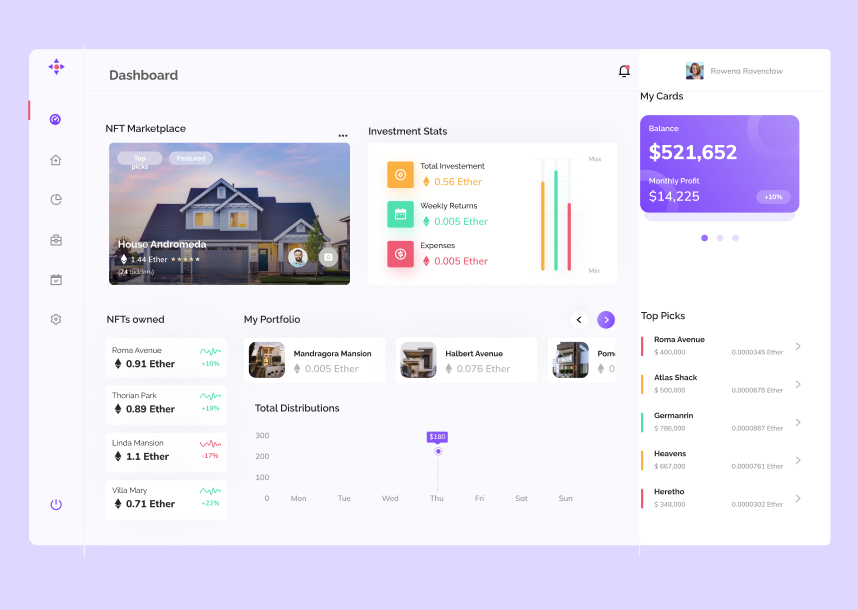 Dashboard
Rowena Ravenclaw
NFT Marketplace
...
Top
picks
Featured
House Andromeda
1.44 Ether ★★★★★
(24 bidders)
Investment Stats
Total Investement
0.56 Ether
Weekly Returns
0.005 Ether
Expenses
0.005 Ether
Max
Min
My Cards
Balance
$521,652
Monthly Profit
$14,225
+10%
NFTs owned
Roma Avenue
0.91 Ether
+19%
Thorian Park
0.89 Ether
+19%
Linda Mansion
1.1 Ether
-17%
Villa Mary
0.71 Ether
+22%
My Portfolio
Mandragora Mansion
0.005 Ether
Halbert Avenue
0.076 Ether
Pom
0
Total Distributions
300
200
100
0
$180
Mon Tue Wed Thu Fri Sat Sun
Top Picks
Roma Avenue
$ 400,000 0.0000345 Ether
Atlas Shack
$ 500,000 0.0000678 Ether
Germanrin
$ 786,000 0.0000887 Ether
Heavens
$ 667,000 0.0000761 Ether
Heretho
$ 348,000 0.0000302 Ether